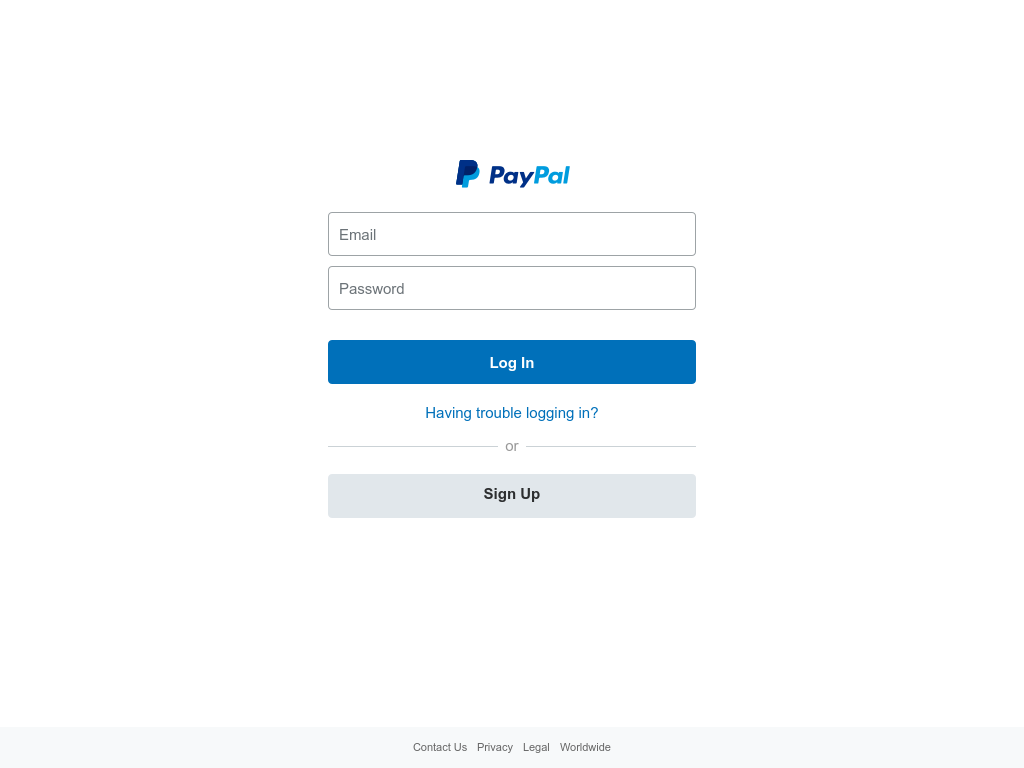 PayPal
Email
Password
Log In
Having trouble logging in?
or
Sign Up
Contact Us Privacy Legal Worldwide